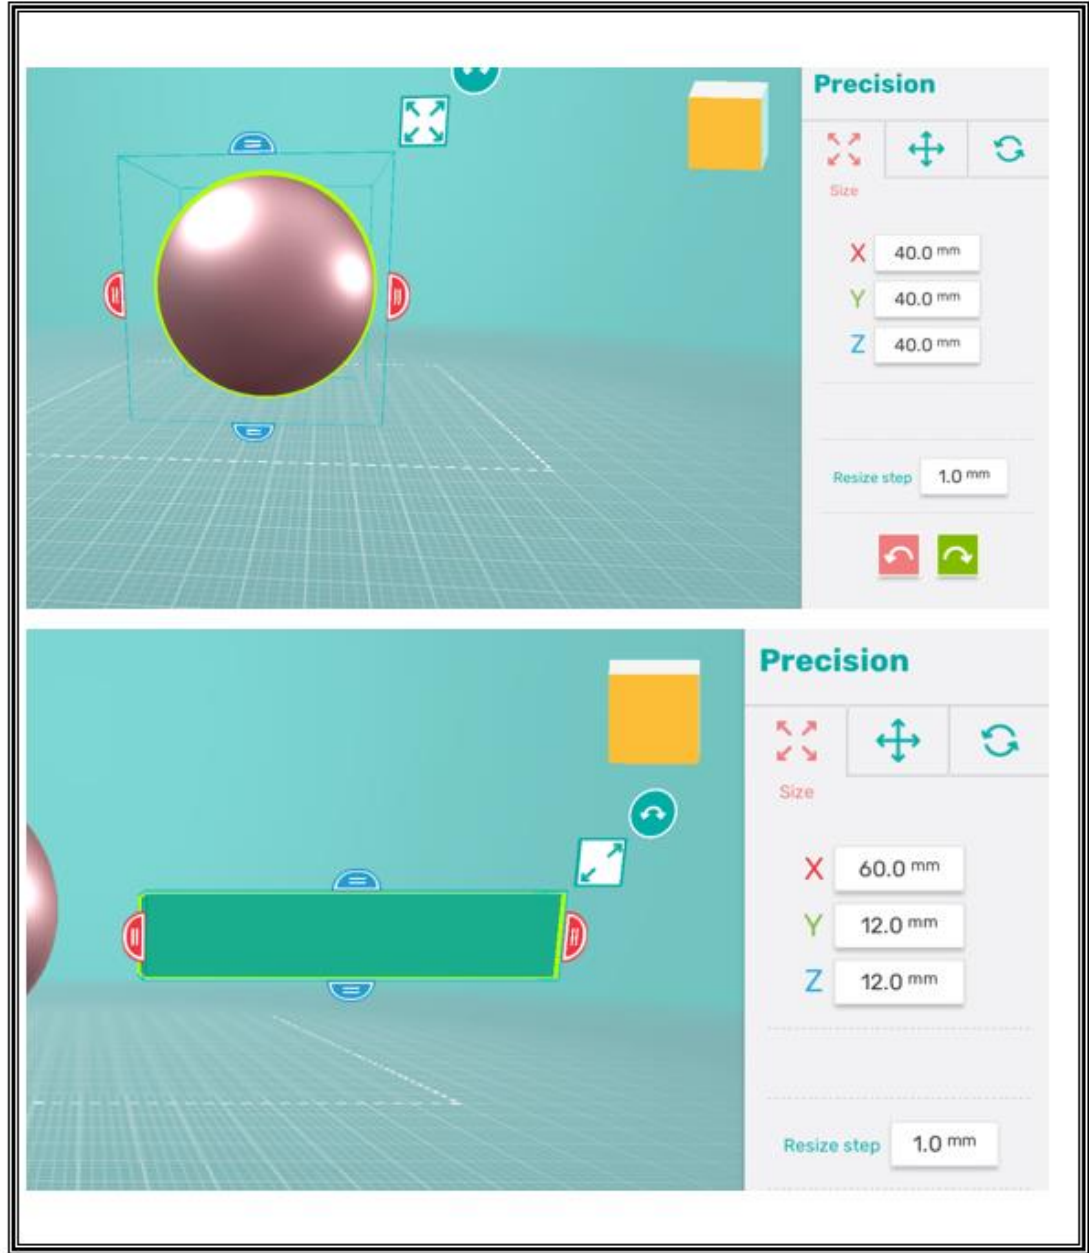 Precision
Size
X 40.0 mm
Y 40.0 mm
Z 40.0 mm
Resize step 1.0 mm
Precision
Size
X 60.0 mm
Y 12.0 mm
Z 12.0 mm
Resize step 1.0 mm